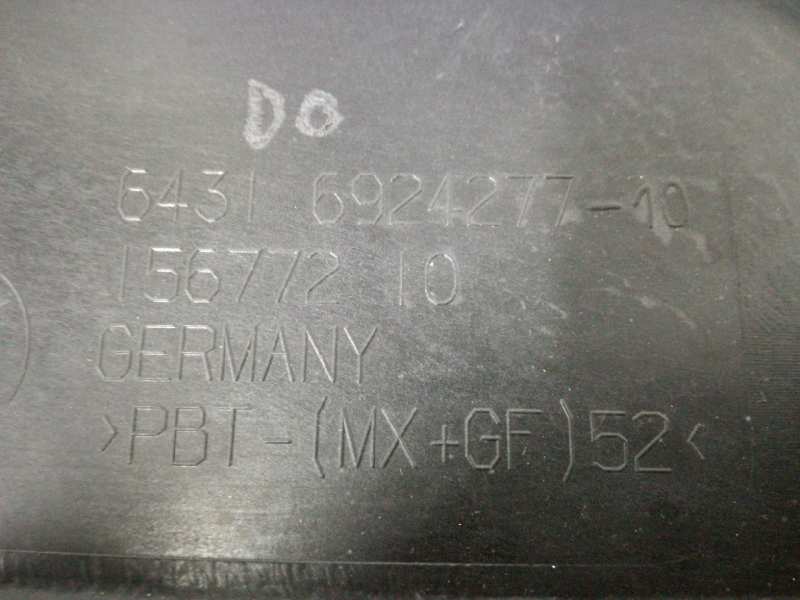 DO
6431 6924277-10
156772 10
GERMANY
>PBT-(MX+GF)52<